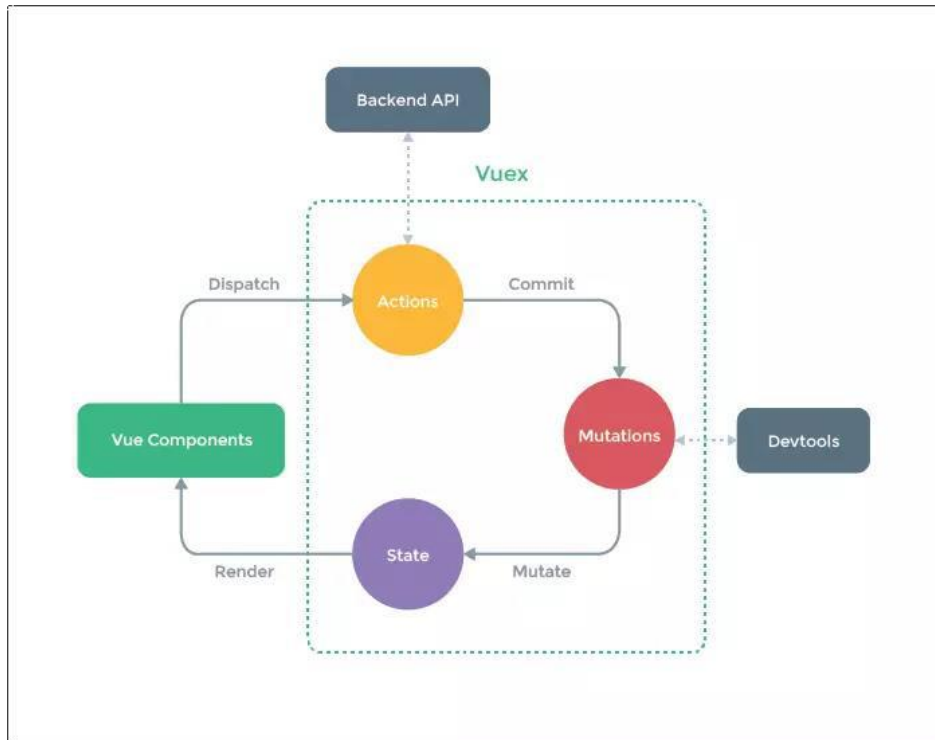 Backend API
Vuex
Dispatch
Actions
Commit
Vue Components
Mutations
Devtools
State
Render
Mutate